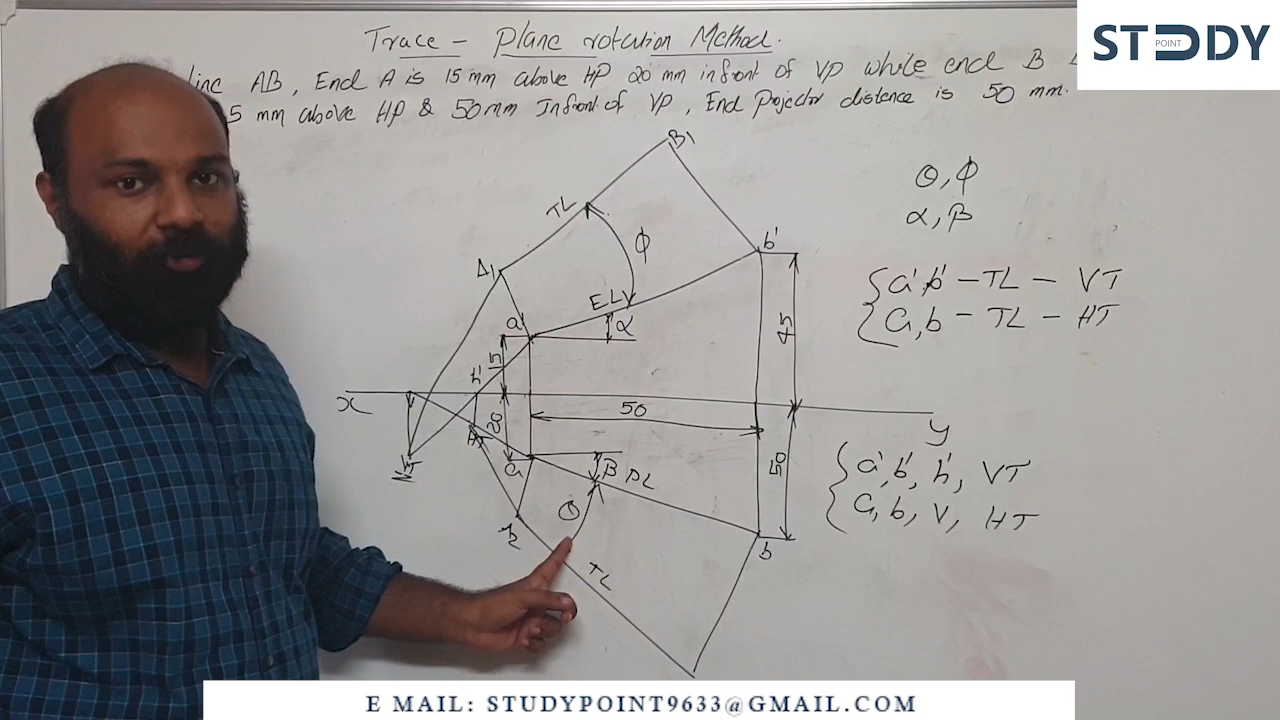 Trace - Plane rotation Method.
Line AB, End A is 15 mm above HP 20 mm infront of VP while end B
5 mm above HP & 50 mm Infront of VP, End Projector distance is 50 mm.
STUDY
POINT
B1
θ, φ
α, β
TL
φ
b'
A1
ELV
{a' b' - TL - VT
a, b - TL - HT
a'
α
15
45
h'
x
50
y
20
HT
VT
a
β
PL
50
{a', b', h', VT
a, b, v, HT
θ
b
TL
E MAIL: STUDYPOINT9633@GMAIL.COM